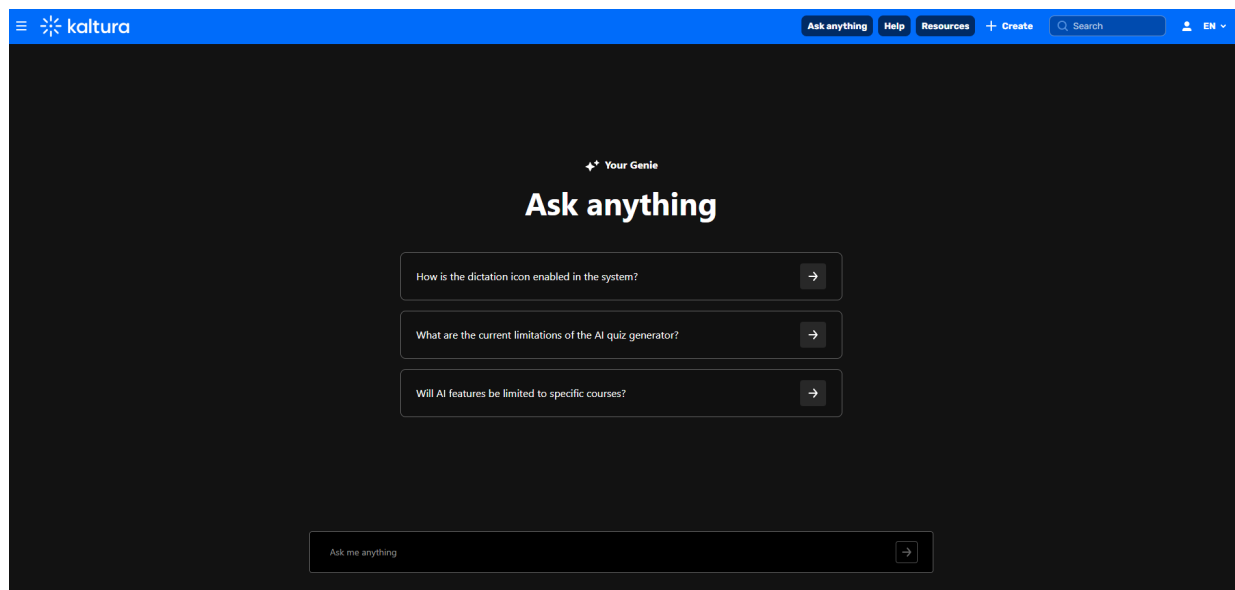 kaltura
Ask anything Help Resources + Create Search EN
Your Genie
Ask anything
How is the dictation icon enabled in the system?
What are the current limitations of the AI quiz generator?
Will AI features be limited to specific courses?
Ask me anything